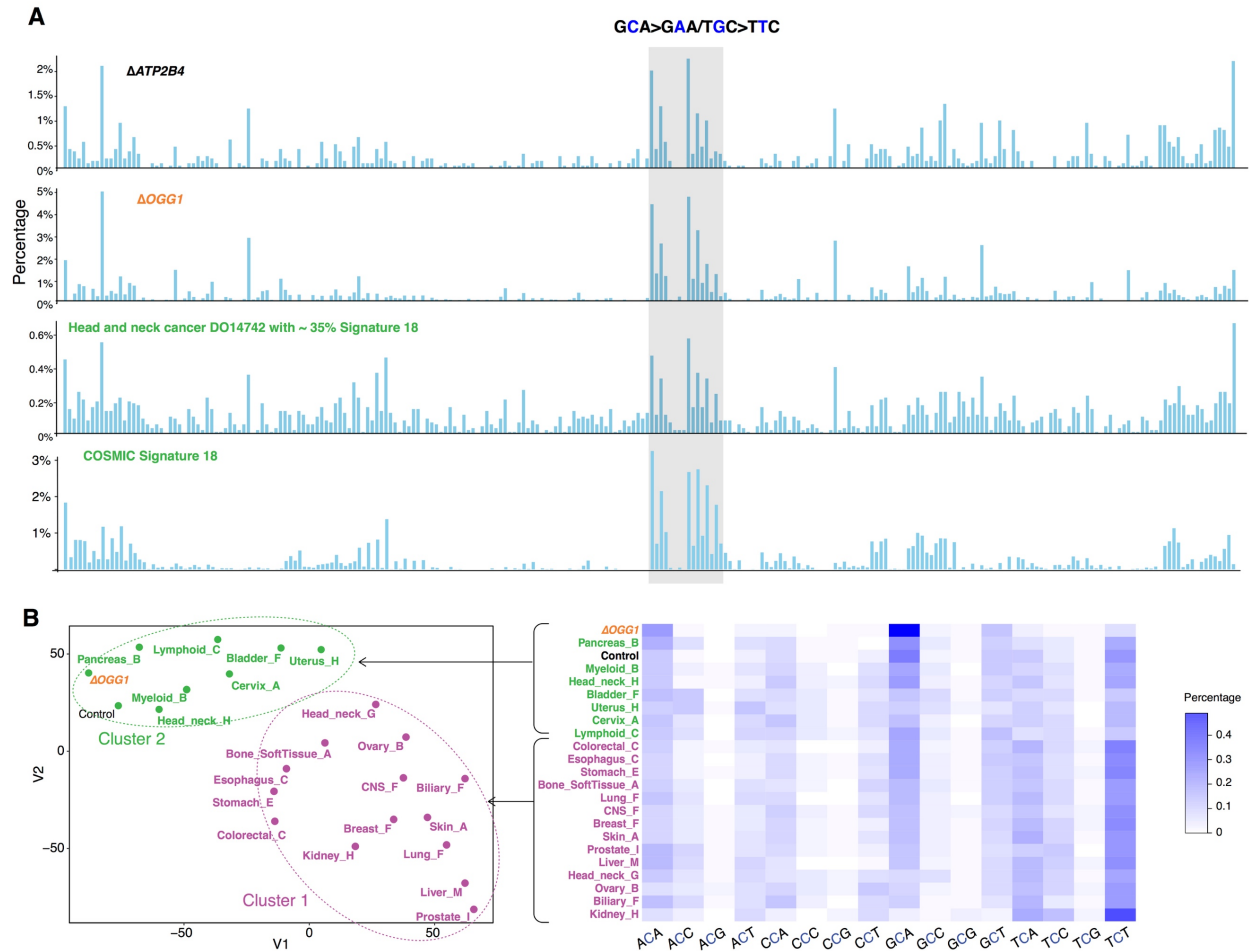 A
GCA>GAA/TGC>TTC
ΔATP2B4
2%
1.5%
1%
0.5%
0%
ΔOGG1
5%
4%
3%
2%
1%
0%
Percentage
Head and neck cancer DO14742 with ~ 35% Signature 18
0.6%
0.4%
0.2%
0%
COSMIC Signature 18
3%
2%
1%
B
50
0
−50
V2
−50
0
50
V1
Pancreas_B
Lymphoid_C
Bladder_F
Uterus_H
ΔOGG1
Cervix_A
Myeloid_B
Control
Head_neck_H
Cluster 2
Head_neck_G
Ovary_B
Bone_SoftTissue_A
Esophagus_C
CNS_F
Biliary_F
Stomach_E
Breast_F
Skin_A
Colorectal_C
Kidney_H
Lung_F
Liver_M
Cluster 1
Prostate_I
ΔOGG1
Pancreas_B
Control
Myeloid_B
Head_neck_H
Bladder_F
Uterus_H
Cervix_A
Lymphoid_C
Colorectal_C
Esophagus_C
Stomach_E
Bone_SoftTissue_A
Lung_F
CNS_F
Breast_F
Skin_A
Prostate_I
Liver_M
Head_neck_G
Ovary_B
Biliary_F
Kidney_H
ACA ACC ACG ACT CCA CCC CCG CCT GCA GCC GCG GCT TCA TCC TCG TCT
Percentage
0.4
0.3
0.2
0.1
0